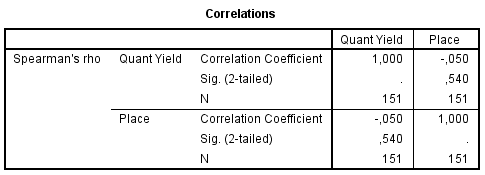 Correlations
Quant Yield Place
Spearman's rho Quant Yield Correlation Coefficient 1,000 -,050
Sig. (2-tailed) . ,540
N 151 151
Place Correlation Coefficient -,050 1,000
Sig. (2-tailed) ,540 .
N 151 151